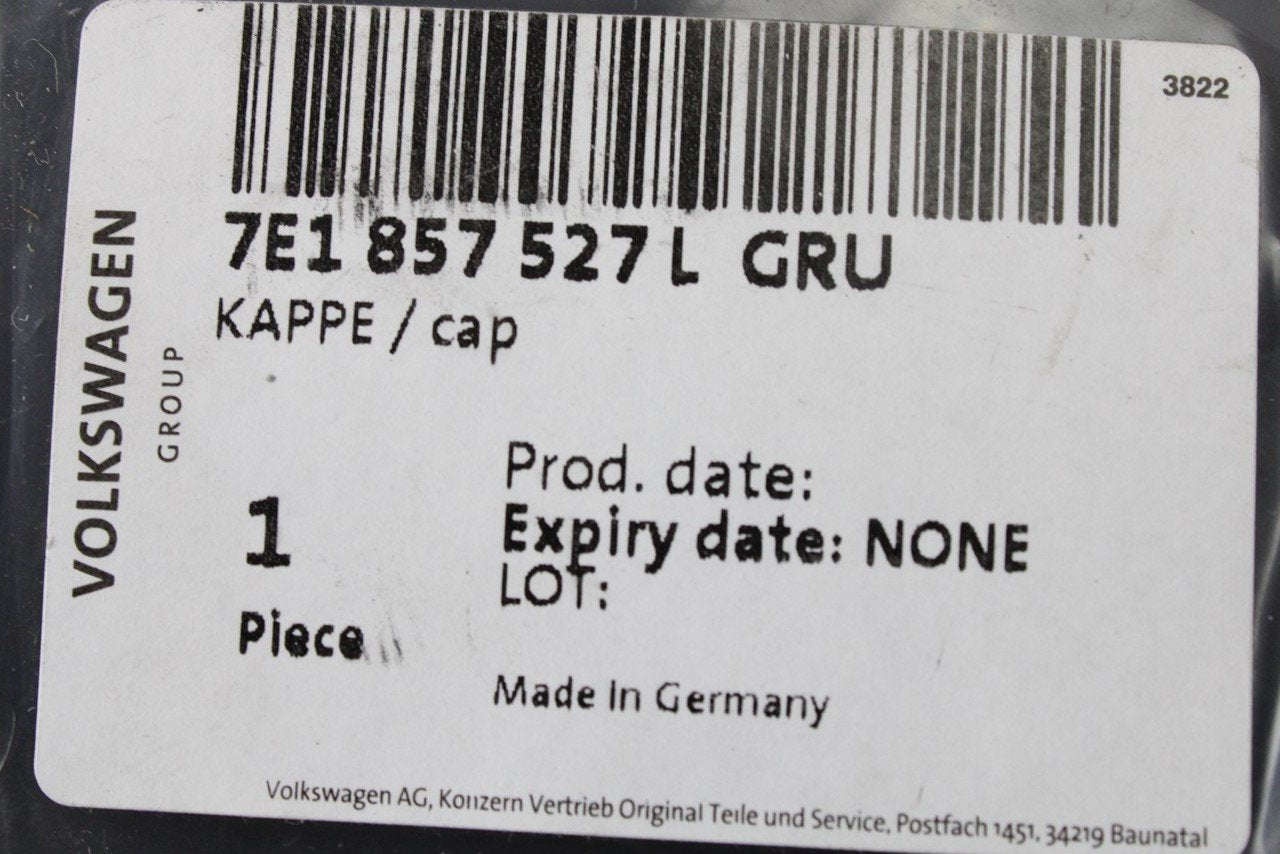 3822
7E1 857 527 L GRU
KAPPE / cap
VOLKSWAGEN
GROUP
Prod. date:
Expiry date: NONE
LOT:
1
Piece
Made In Germany
Volkswagen AG, Konzern Vertrieb Original Teile und Service, Postfach 1451, 34219 Baunatal